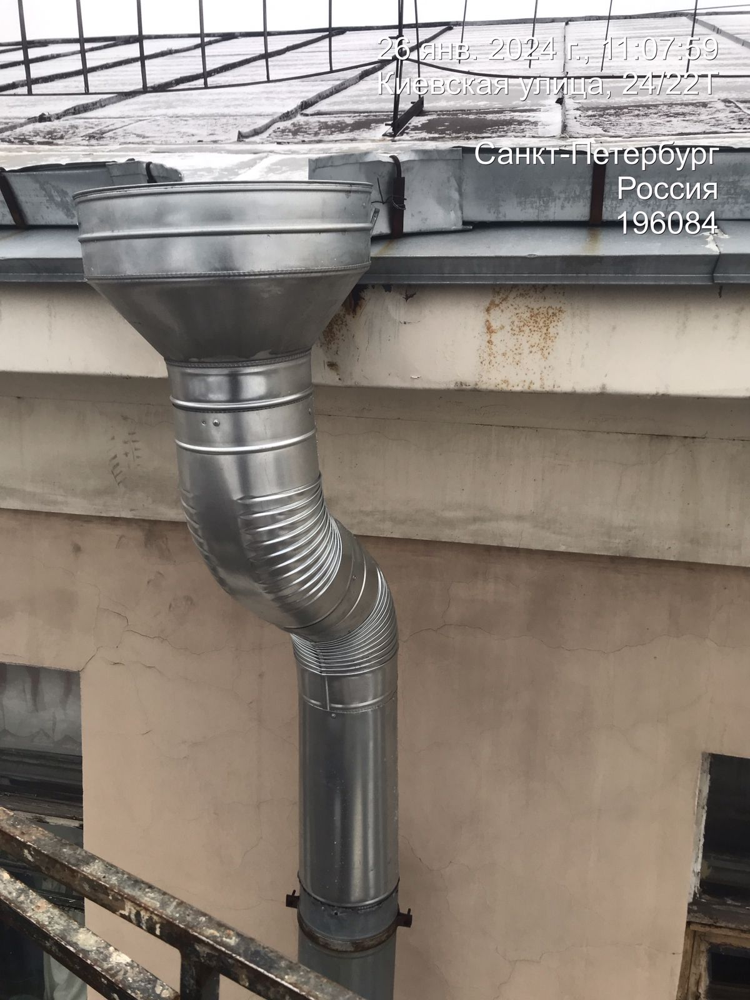 26 янв. 2024 г., 11:07:59
Киевская улица, 24/22Т
Санкт-Петербург
Россия
196084